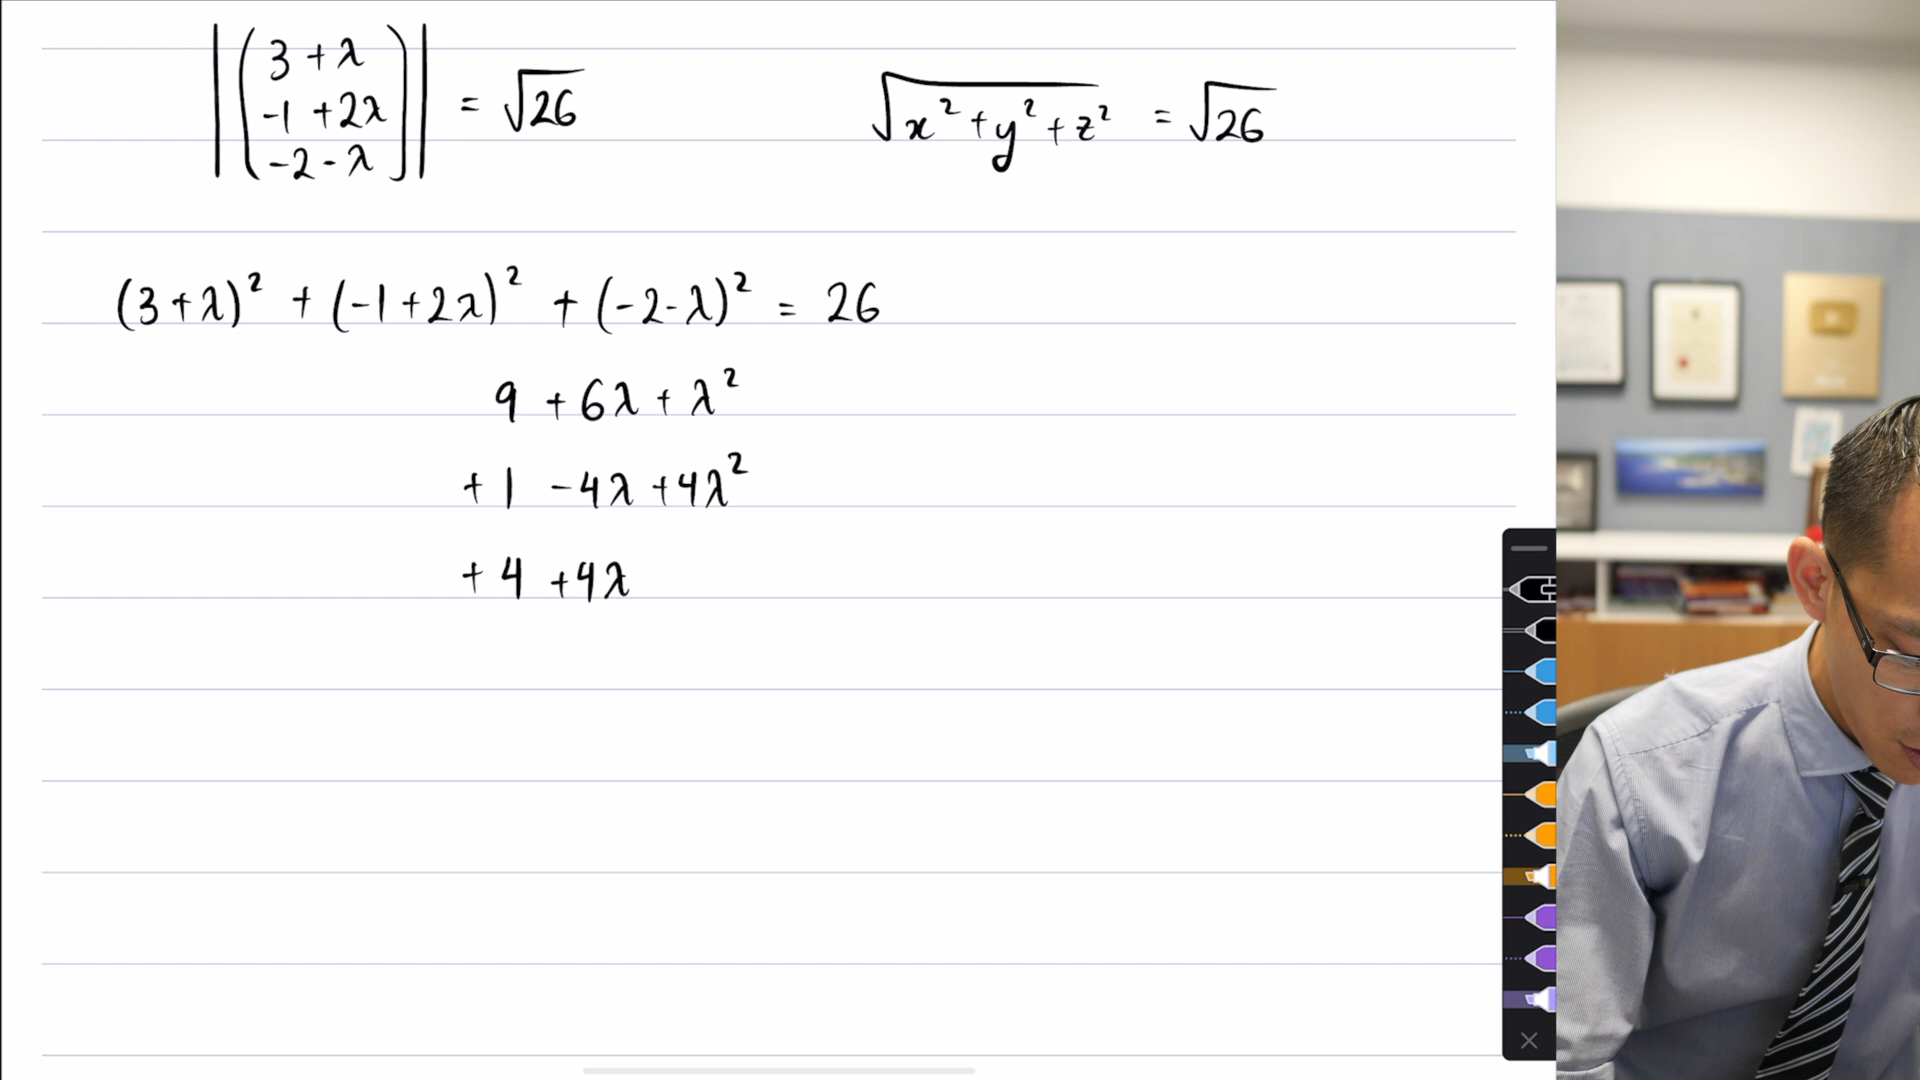 |(3 + λ
-1 + 2λ
-2 - λ)| = √26
√x² + y² + z² = √26
(3 + λ)² + (-1 + 2λ)² + (-2 - λ)² = 26
9 + 6λ + λ²
+ 1 - 4λ + 4λ²
+ 4 + 4λ